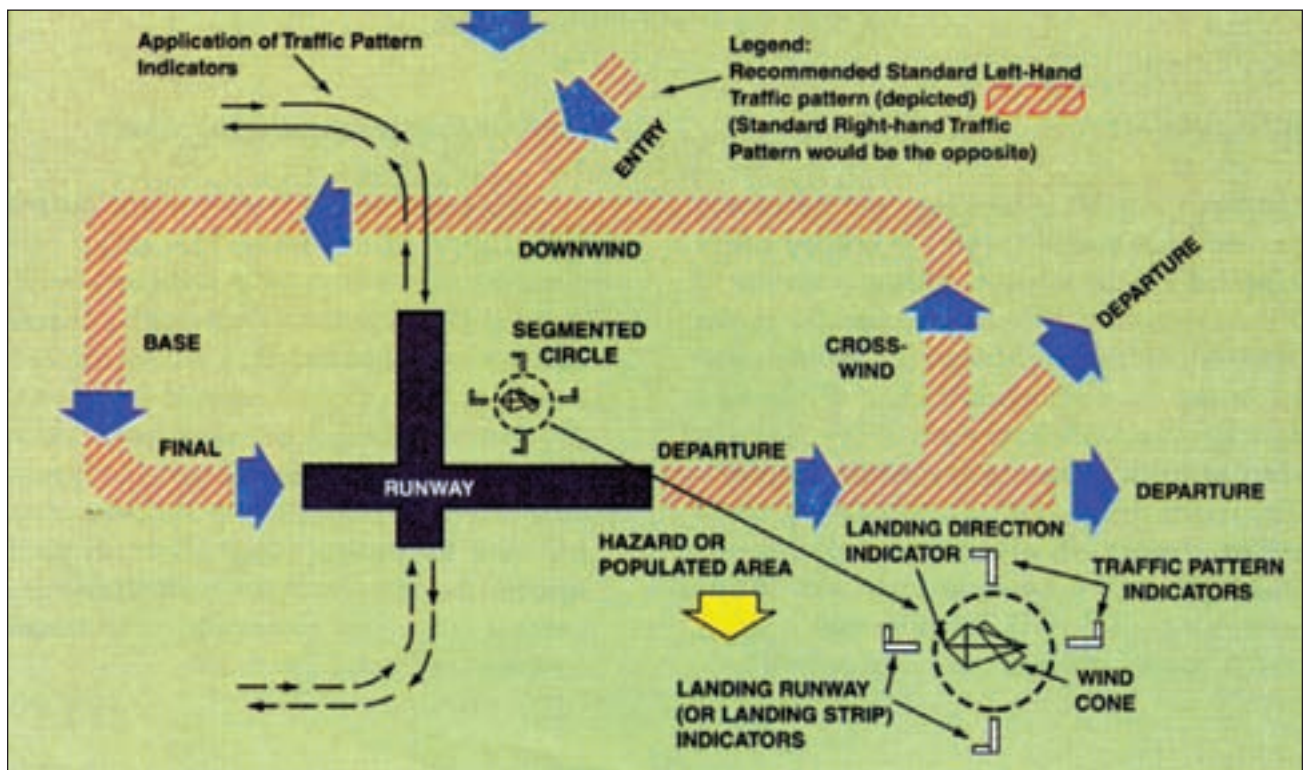 Application of Traffic Pattern
Indicators
Legend:
Recommended Standard Left-Hand
Traffic pattern (depicted)
(Standard Right-hand Traffic
Pattern would be the opposite)
ENTRY
DOWNWIND
DEPARTURE
SEGMENTED
CIRCLE
BASE
CROSS-
WIND
FINAL
DEPARTURE
RUNWAY
DEPARTURE
HAZARD OR
POPULATED AREA
LANDING DIRECTION
INDICATOR
TRAFFIC PATTERN
INDICATORS
LANDING RUNWAY
(OR LANDING STRIP)
INDICATORS
WIND
CONE